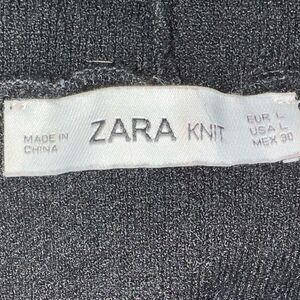 MADE IN
CHINA
ZARA KNIT
EUR L
USA L
MEX 30